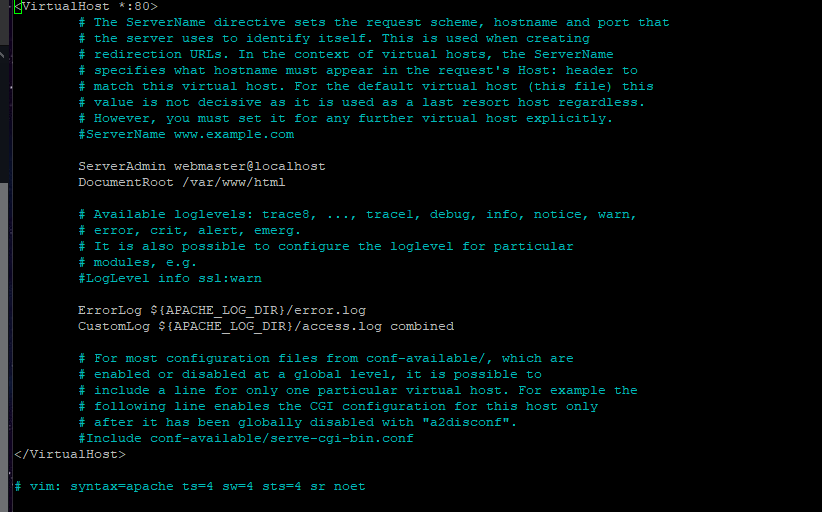 <VirtualHost *:80>
# The ServerName directive sets the request scheme, hostname and port that
# the server uses to identify itself. This is used when creating
# redirection URLs. In the context of virtual hosts, the ServerName
# specifies what hostname must appear in the request's Host: header to
# match this virtual host. For the default virtual host (this file) this
# value is not decisive as it is used as a last resort host regardless.
# However, you must set it for any further virtual host explicitly.
#ServerName www.example.com
ServerAdmin webmaster@localhost
DocumentRoot /var/www/html
# Available loglevels: trace8, ..., trace1, debug, info, notice, warn,
# error, crit, alert, emerg.
# It is also possible to configure the loglevel for particular
# modules, e.g.
#LogLevel info ssl:warn
ErrorLog ${APACHE_LOG_DIR}/error.log
CustomLog ${APACHE_LOG_DIR}/access.log combined
# For most configuration files from conf-available/, which are
# enabled or disabled at a global level, it is possible to
# include a line for only one particular virtual host. For example the
# following line enables the CGI configuration for this host only
# after it has been globally disabled with "a2disconf".
#Include conf-available/serve-cgi-bin.conf
</VirtualHost>
# vim: syntax=apache ts=4 sw=4 sts=4 sr noet